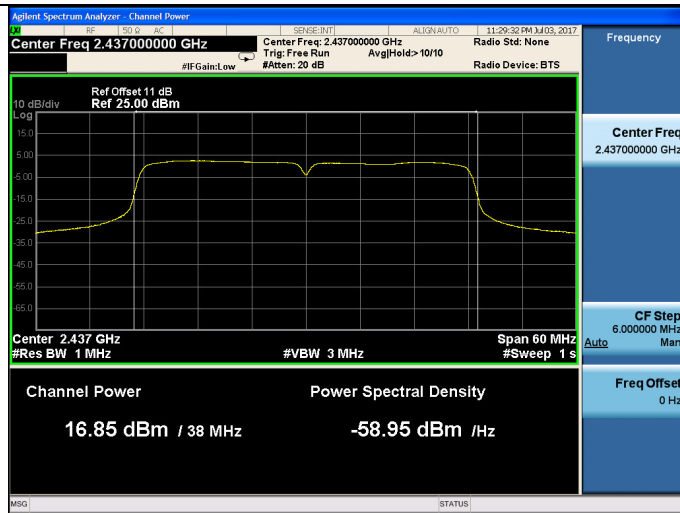 Agilent Spectrum Analyzer - Channel Power
RF 50 Ω AC SENSE:INT ALIGN AUTO 11:29:32 PM Jul 03, 2017
Center Freq 2.437000000 GHz
Center Freq: 2.437000000 GHz Radio Std: None
Trig: Free Run Avg|Hold:> 10/10
#IFGain:Low #Atten: 20 dB Radio Device: BTS
Frequency
Ref Offset 11 dB
10 dB/div Ref 25.00 dBm
Log
15.0
5.00
-5.00
-15.0
-25.0
-35.0
-45.0
-55.0
-65.0
Center Freq
2.437000000 GHz
Center 2.437 GHz Span 60 MHz
#Res BW 1 MHz #VBW 3 MHz #Sweep 1 s
CF Step
6.000000 MHz
Auto Man
Channel Power Power Spectral Density
16.85 dBm / 38 MHz -58.95 dBm /Hz
Freq Offset
0 Hz
MSG STATUS